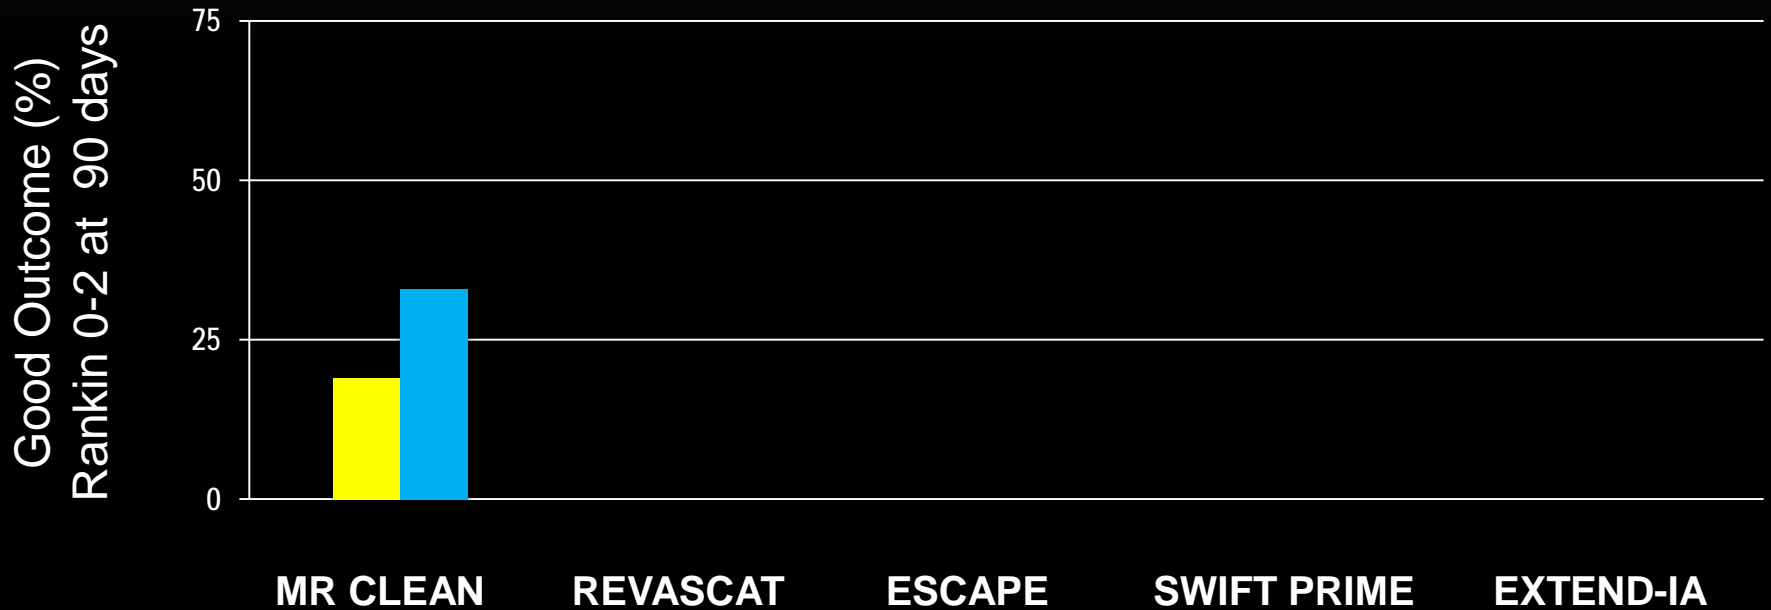 Good Outcome (%)
Rankin 0-2 at 90 days
75
50
25
0
MR CLEAN REVASCAT ESCAPE SWIFT PRIME EXTEND-IA